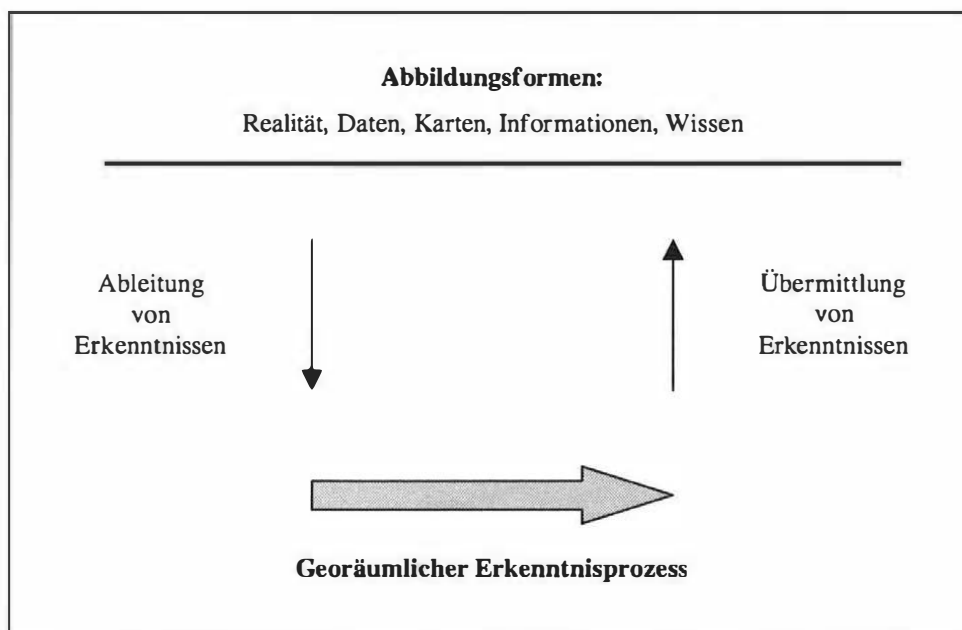 Abbildungsformen:
Realität, Daten, Karten, Informationen, Wissen
Ableitung
von
Erkenntnissen
Übermittlung
von
Erkenntnissen
Georäumlicher Erkenntnisprozess